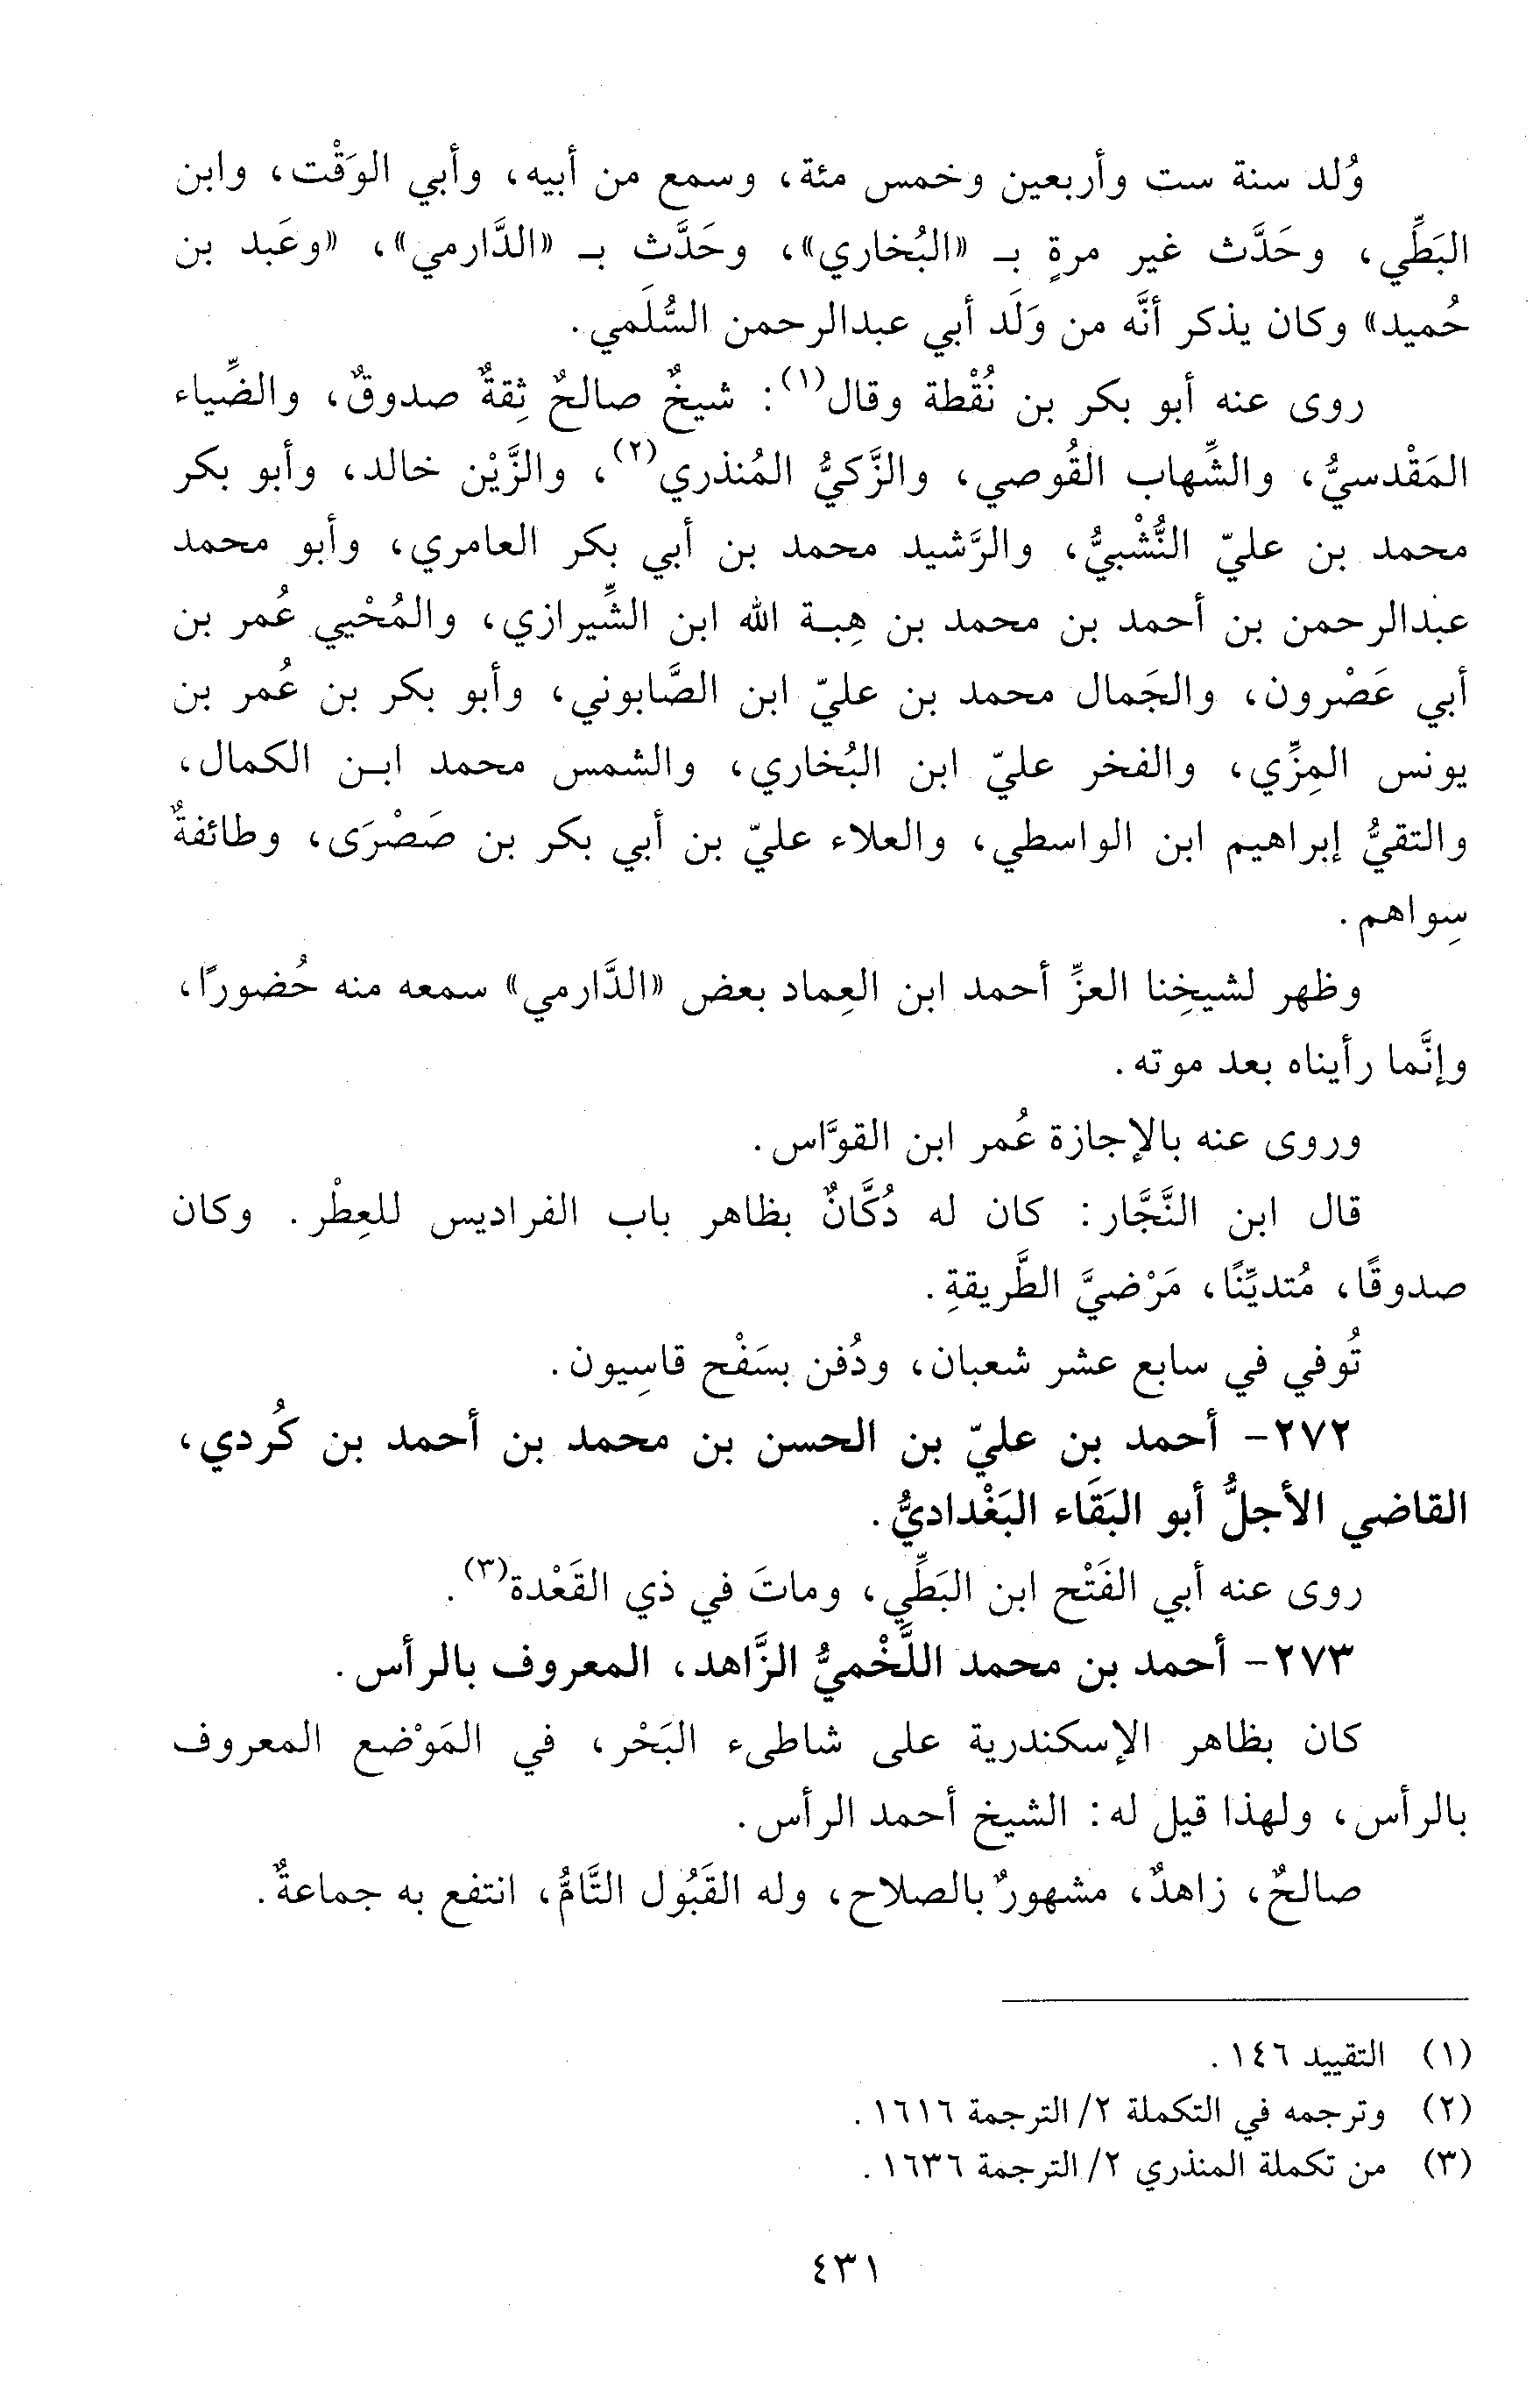 وُلد سنة ست وأربعين وخمس مئة، وسمع من أبيه، وأبي الوَقْت، وابن
البَطِّي، وحَدَّث غير مرةٍ بـ «البُخاري»، وحَدَّث بـ «الدَّارمي»، «وعَبد بن
حُميد» وكان يذكر أنَّه من وَلَد أبي عبدالرحمن السُّلَمي.
روى عنه أبو بكر بن نُقْطة وقال(١): شيخٌ صالحٌ ثِقةٌ صدوقٌ، والضِّياء
المَقْدسيُّ، والشِّهاب القُوصي، والزَّكيُّ المُنذري(٢)، والزَّيْن خالد، وأبو بكر
محمد بن عليّ النُّشْبيُّ، والرَّشيد محمد بن أبي بكر العامري، وأبو محمد
عبدالرحمن بن أحمد بن محمد بن هِبـة الله ابن الشِّيرازي، والمُحْيي عُمر بن
أبي عَصْرون، والجَمال محمد بن عليّ ابن الصَّابوني، وأبو بكر بن عُمر بن
يونس المِزِّي، والفخر عليّ ابن البُخاري، والشمس محمد ابـن الكمال،
والتقيُّ إبراهيم ابن الواسطي، والعلاء عليّ بن أبي بكر بن صَصْرَى، وطائفةٌ
سِواهم.
وظهر لشيخِنا العزِّ أحمد ابن العِماد بعض «الدَّارمي» سمعه منه حُضورًا،
وإنَّما رأيناه بعد موته.
وروى عنه بالإجازة عُمر ابن القوَّاس.
قال ابن النَّجَّار: كان له دُكَّانٌ بظاهر باب الفراديس للعِطْر. وكان
صدوقًا، مُتديِّنًا، مَرْضيَّ الطَّريقةِ.
تُوفي في سابع عشر شعبان، ودُفن بسَفْح قاسِيون.
٢٧٢- أحمد بن عليّ بن الحسن بن محمد بن أحمد بن كُردي،
القاضي الأجلُّ أبو البَقَاء البَغْداديُّ.
روى عنه أبي الفَتْح ابن البَطِّي، وماتَ في ذي القَعْدة(٣).
٢٧٣- أحمد بن محمد اللَّخْميُّ الزَّاهد، المعروف بالرأس.
كان بظاهر الإسكندرية على شاطىء البَحْر، في المَوْضع المعروف
بالرأس، ولهذا قيل له: الشيخ أحمد الرأس.
صالحٌ، زاهدٌ، مشهورٌ بالصلاح، وله القَبُول التَّامُّ، انتفع به جماعةٌ.
(١) التقييد ١٤٦.
(٢) وترجمه في التكملة ٢/ الترجمة ١٦١٦.
(٣) من تكملة المنذري ٢/ الترجمة ١٦٣٦.
٤٣١